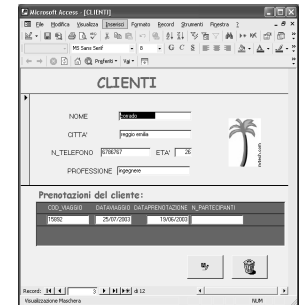 Microsoft Access - [CLIENTI]
File Modifica Visualizza Inserisci Formato Record Strumenti Finestra ?
MS Sans Serif 8 G C S
Preferiti Vai
CLIENTI
NOME corrado
CITTA' reggio emilia
N_TELEFONO 6786767 ETA' 26
PROFESSIONE ingegnere
Prenotazioni del cliente:
COD_VIAGGIO DATAVIAGGIO DATAPRENOTAZIONE N_PARTECIPANTI
15892 25/07/2003 19/06/2003
Record: 3 di 12
Visualizzazione Maschera NUM